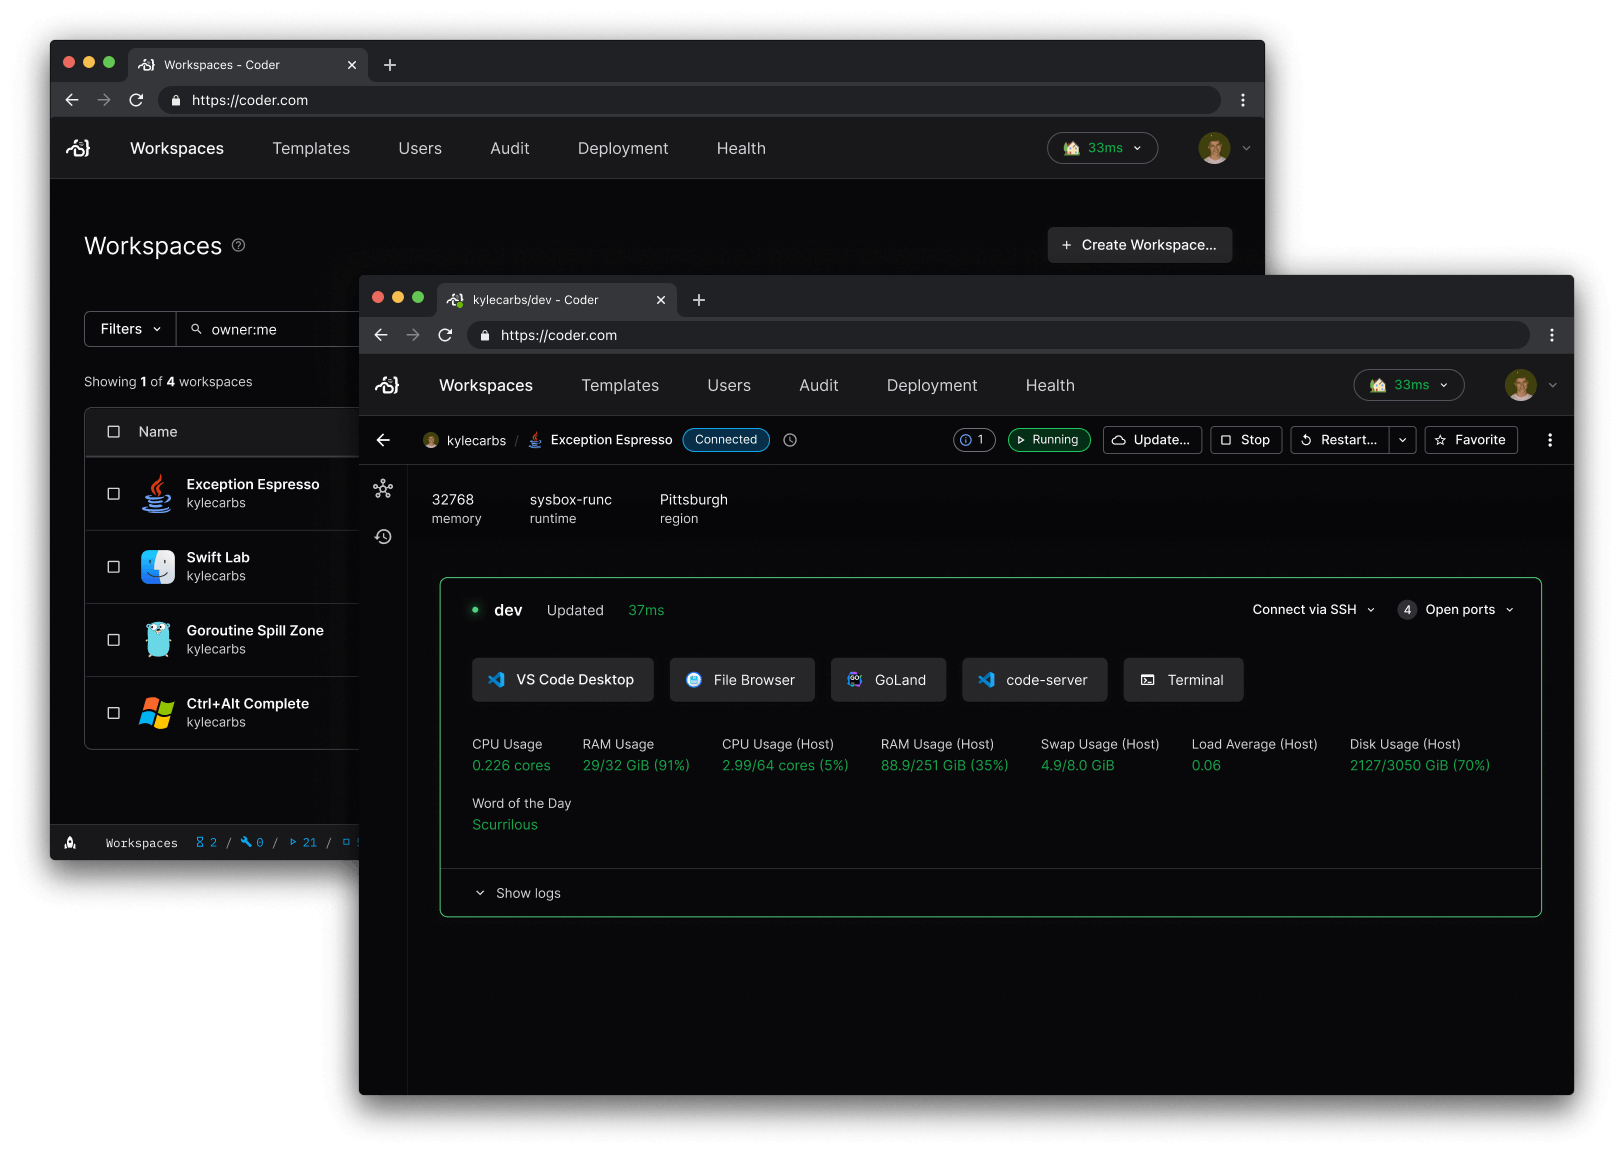 Workspaces - Coder
https://coder.com
Workspaces Templates Users Audit Deployment Health 33ms
Workspaces
+ Create Workspace...
Filters owner:me
Showing 1 of 4 workspaces
Name
Exception Espresso
kylecarbs
Swift Lab
kylecarbs
Goroutine Spill Zone
kylecarbs
Ctrl+Alt Complete
kylecarbs
Workspaces 2 / 0 / 21 /
kylecarbs/dev - Coder
https://coder.com
Workspaces Templates Users Audit Deployment Health 33ms
kylecarbs / Exception Espresso Connected 1 Running Update... Stop Restart... Favorite
32768 sysbox-runc Pittsburgh
memory runtime region
dev Updated 37ms Connect via SSH 4 Open ports
VS Code Desktop File Browser GO GoLand code-server Terminal
CPU Usage RAM Usage CPU Usage (Host) RAM Usage (Host) Swap Usage (Host) Load Average (Host) Disk Usage (Host)
0.226 cores 29/32 GiB (91%) 2.99/64 cores (5%) 88.9/251 GiB (35%) 4.9/8.0 GiB 0.06 2127/3050 GiB (70%)
Word of the Day
Scurrilous
Show logs